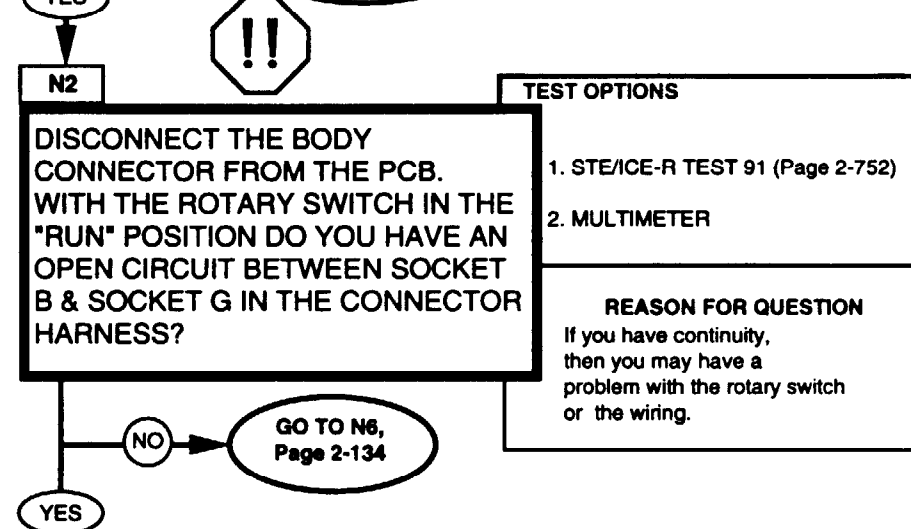 YES
!!
N2
DISCONNECT THE BODY
CONNECTOR FROM THE PCB.
WITH THE ROTARY SWITCH IN THE
"RUN" POSITION DO YOU HAVE AN
OPEN CIRCUIT BETWEEN SOCKET
B & SOCKET G IN THE CONNECTOR
HARNESS?
TEST OPTIONS
1. STE/ICE-R TEST 91 (Page 2-752)
2. MULTIMETER
REASON FOR QUESTION
If you have continuity,
then you may have a
problem with the rotary switch
or the wiring.
NO
GO TO N6,
Page 2-134
YES